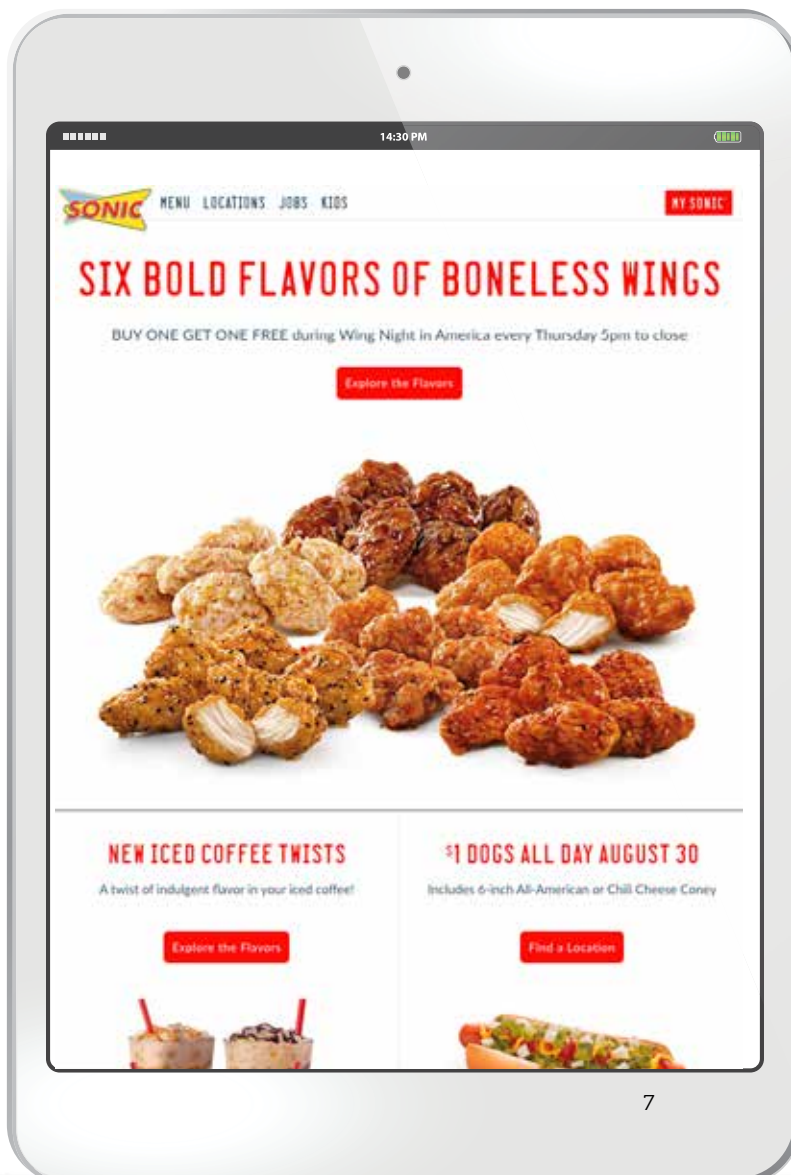 14:30 PM
SONIC
MENU LOCATIONS JOBS KIDS
MY SONIC
SIX BOLD FLAVORS OF BONELESS WINGS
BUY ONE GET ONE FREE during Wing Night in America every Thursday 5pm to close
Explore the Flavors
NEW ICED COFFEE TWISTS
A twist of indulgent flavor in your iced coffee!
Explore the Flavors
$1 DOGS ALL DAY AUGUST 30
Includes 6-inch All-American or Chili Cheese Coney
Find a Location
7